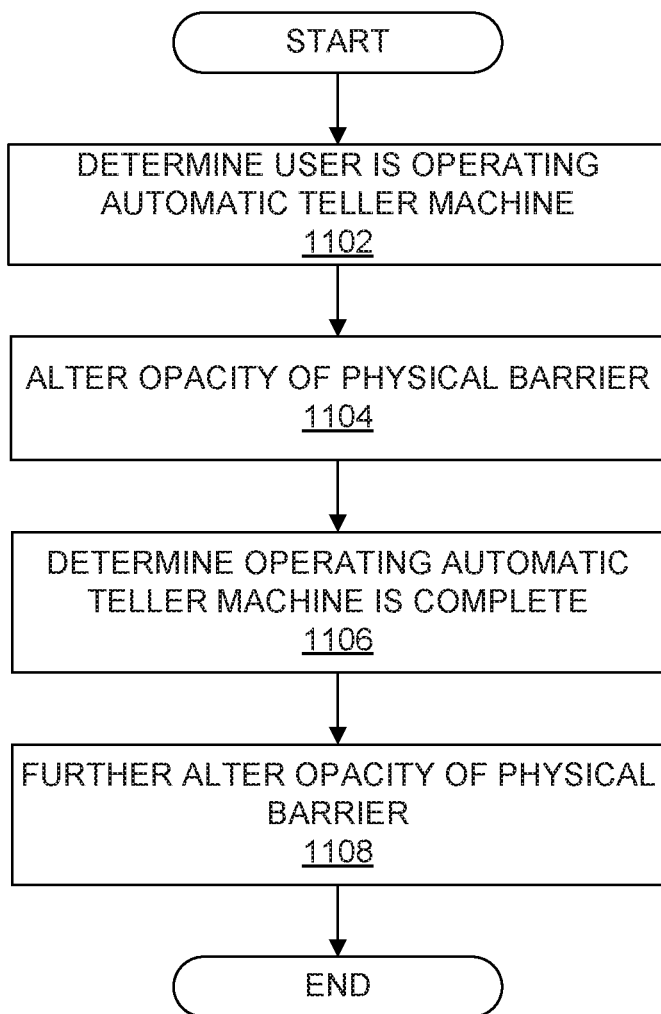 START
DETERMINE USER IS OPERATING
AUTOMATIC TELLER MACHINE
1102
ALTER OPACITY OF PHYSICAL BARRIER
1104
DETERMINE OPERATING AUTOMATIC
TELLER MACHINE IS COMPLETE
1106
FURTHER ALTER OPACITY OF PHYSICAL
BARRIER
1108
END